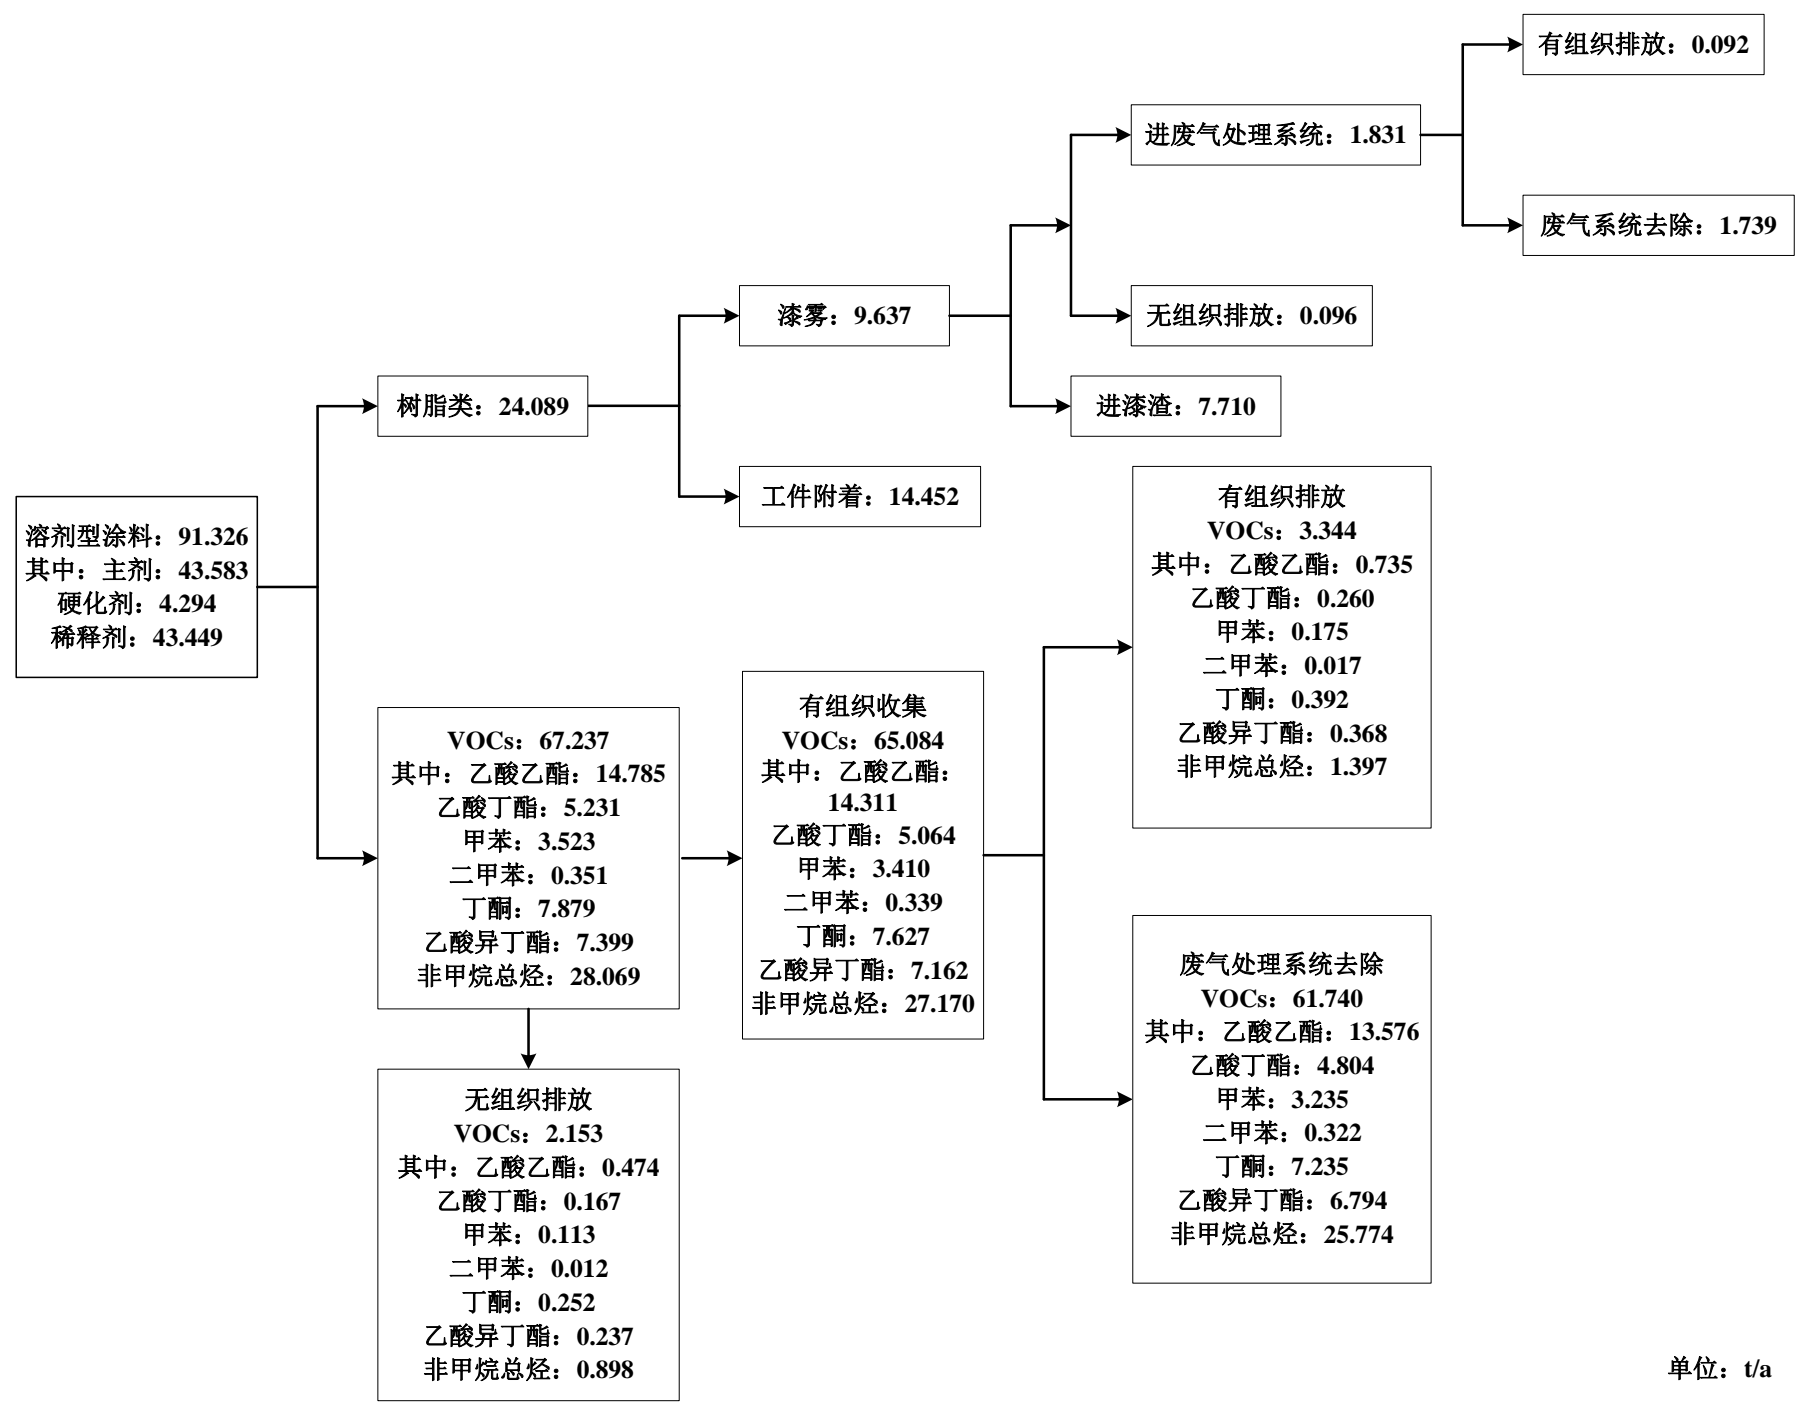 有组织排放：0.092
进废气处理系统：1.831
废气系统去除：1.739
漆雾：9.637
无组织排放：0.096
树脂类：24.089
进漆渣：7.710
工件附着：14.452
溶剂型涂料：91.326
其中：主剂：43.583
硬化剂：4.294
稀释剂：43.449
有组织排放
VOCs：3.344
其中：乙酸乙酯：0.735
乙酸丁酯：0.260
甲苯：0.175
二甲苯：0.017
丁酮：0.392
乙酸异丁酯：0.368
非甲烷总烃：1.397
VOCs：67.237
其中：乙酸乙酯：14.785
乙酸丁酯：5.231
甲苯：3.523
二甲苯：0.351
丁酮：7.879
乙酸异丁酯：7.399
非甲烷总烃：28.069
有组织收集
VOCs：65.084
其中：乙酸乙酯：
14.311
乙酸丁酯：5.064
甲苯：3.410
二甲苯：0.339
丁酮：7.627
乙酸异丁酯：7.162
非甲烷总烃：27.170
废气处理系统去除
VOCs：61.740
其中：乙酸乙酯：13.576
乙酸丁酯：4.804
甲苯：3.235
二甲苯：0.322
丁酮：7.235
乙酸异丁酯：6.794
非甲烷总烃：25.774
无组织排放
VOCs：2.153
其中：乙酸乙酯：0.474
乙酸丁酯：0.167
甲苯：0.113
二甲苯：0.012
丁酮：0.252
乙酸异丁酯：0.237
非甲烷总烃：0.898
单位：t/a